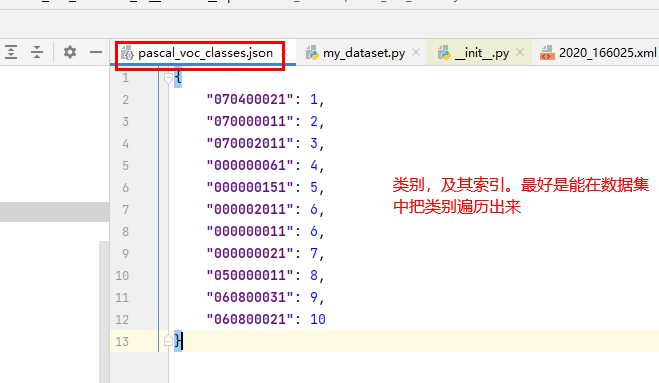 pascal_voc_classes.json
my_dataset.py
__init__.py
2020_166025.xml
1 {
2 "070400021": 1,
3 "070000011": 2,
4 "070002011": 3,
5 "000000061": 4,
6 "000000151": 5,
7 "000002011": 6,
8 "000000011": 6,
9 "000000021": 7,
10 "050000011": 8,
11 "060800031": 9,
12 "060800021": 10
13 }
类别，及其索引。最好是能在数据集
中把类别遍历出来